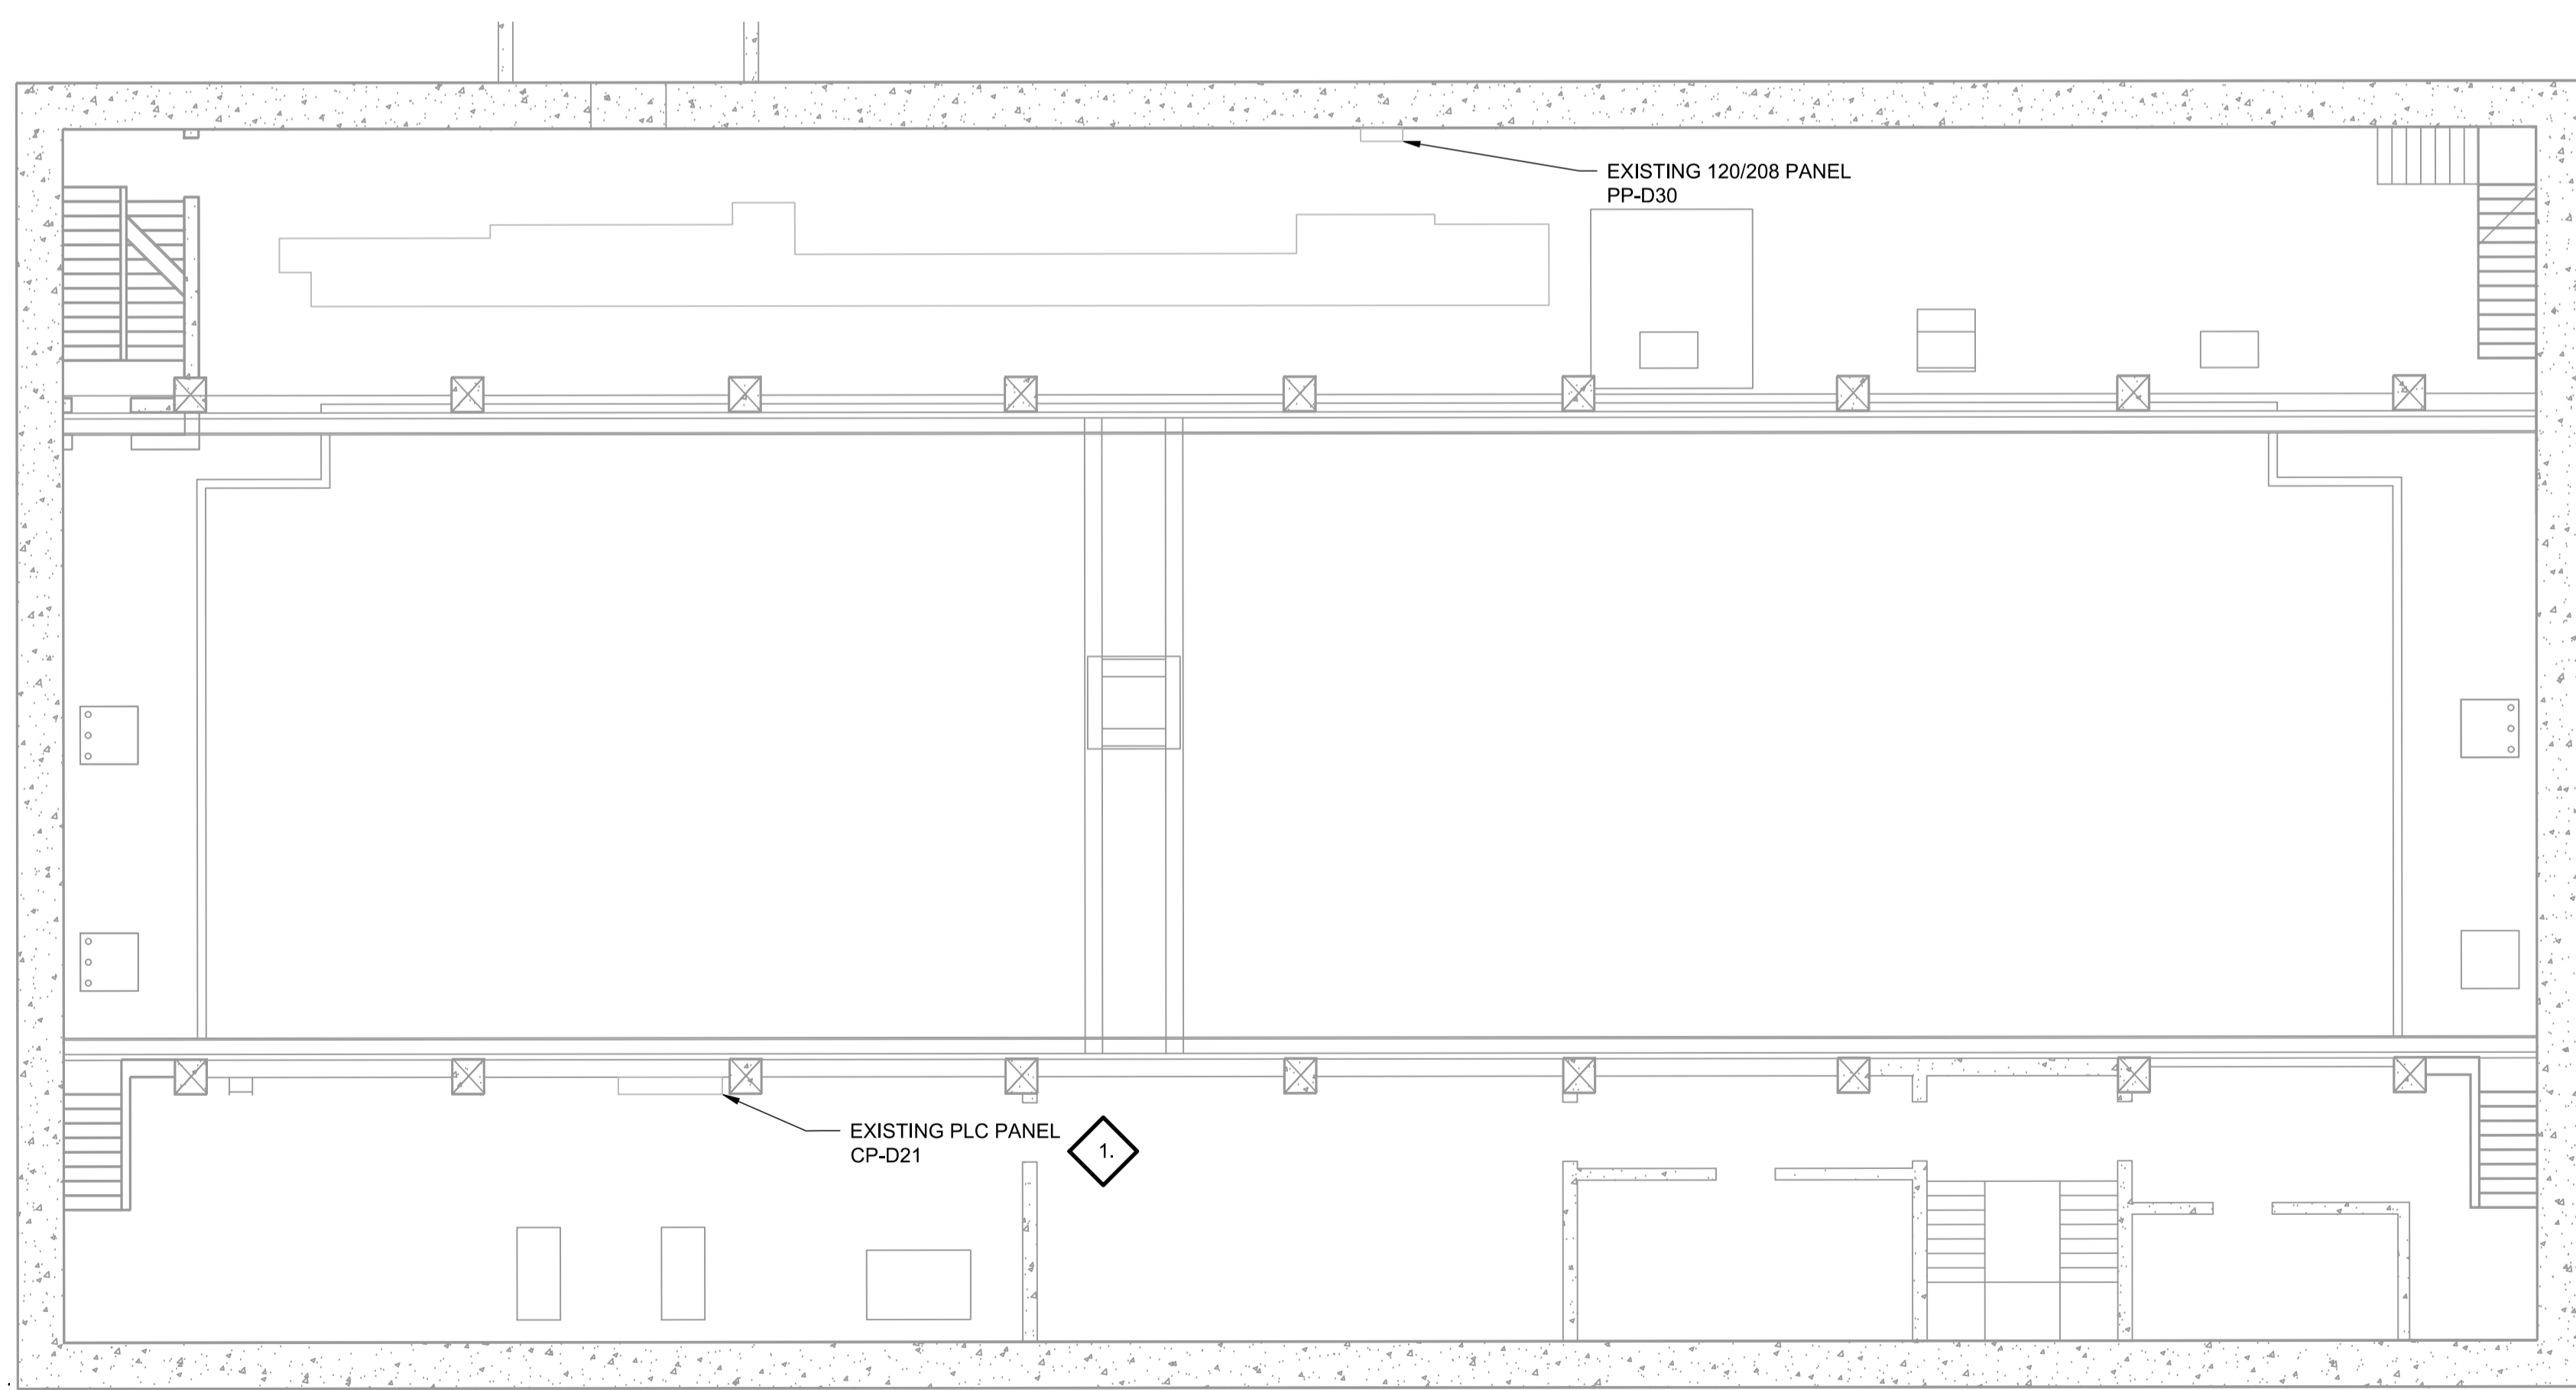 EXISTING 120/208 PANEL
PP-D30
EXISTING PLC PANEL
CP-D21
1.